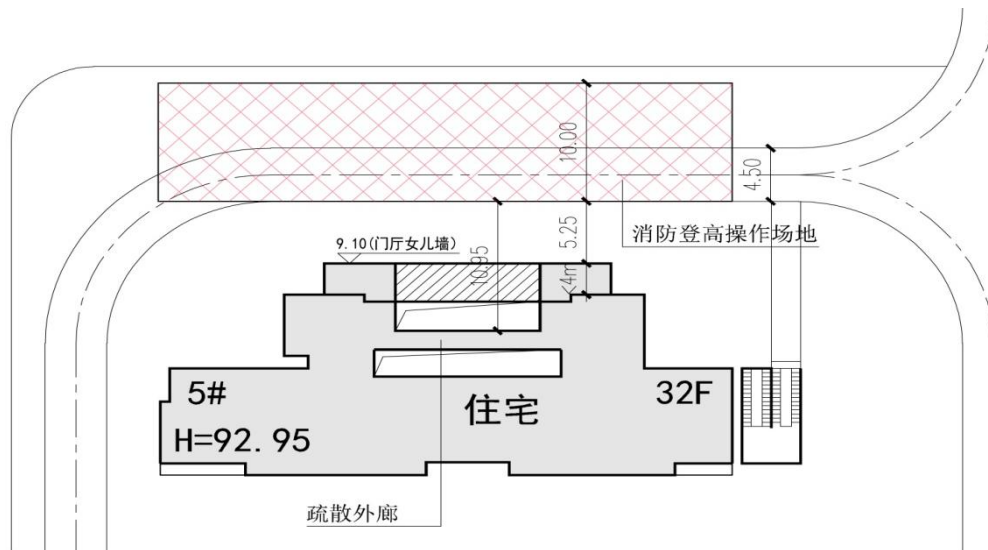 10.00
4.50
消防登高操作场地
9.10(门厅女儿墙)
10.95
5.25
<4m
5#
32F
住宅
H=92.95
疏散外廊